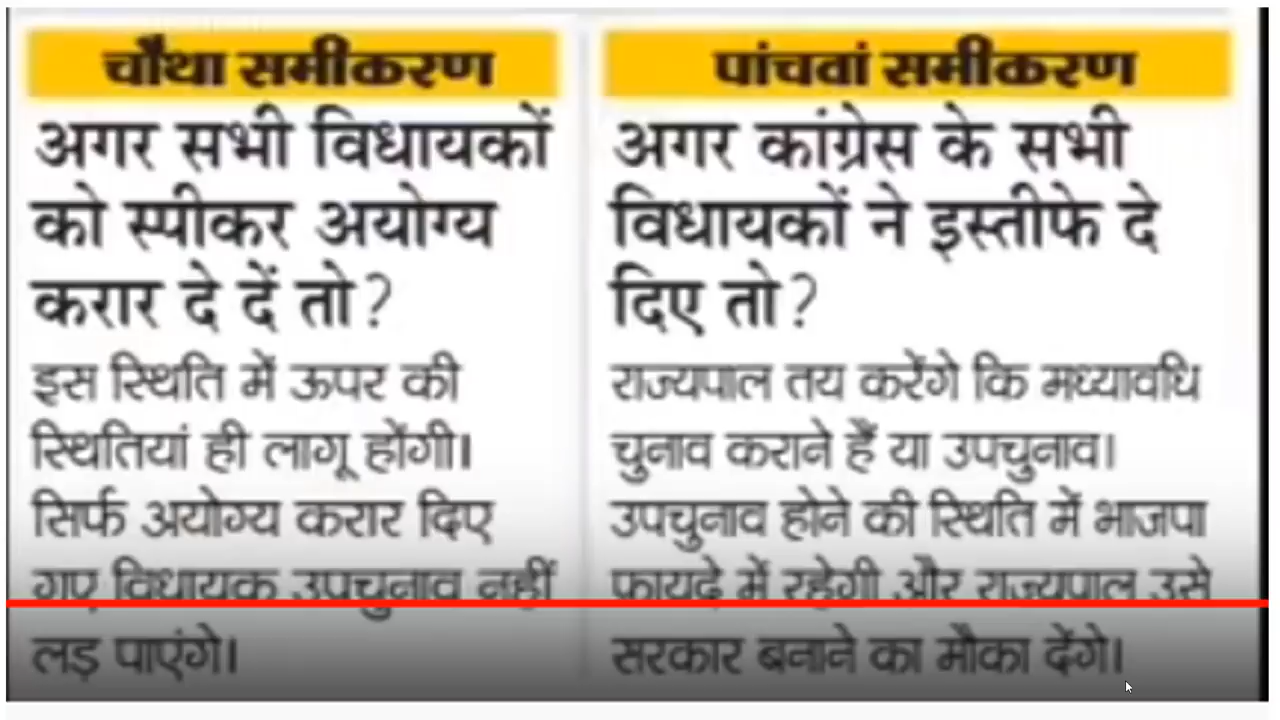 चौथा समीकरण
अगर सभी विधायकों
को स्पीकर अयोग्य
करार दे दें तो?
इस स्थिति में ऊपर की
स्थितियां ही लागू होंगी।
सिर्फ अयोग्य करार दिए
गए विधायक उपचुनाव नहीं
लड़ पाएंगे।
पांचवां समीकरण
अगर कांग्रेस के सभी
विधायकों ने इस्तीफे दे
दिए तो?
राज्यपाल तय करेंगे कि मध्यावधि
चुनाव कराने हैं या उपचुनाव।
उपचुनाव होने की स्थिति में भाजपा
फायदे में रहेगी और राज्यपाल उसे
सरकार बनाने का मौका देंगे।